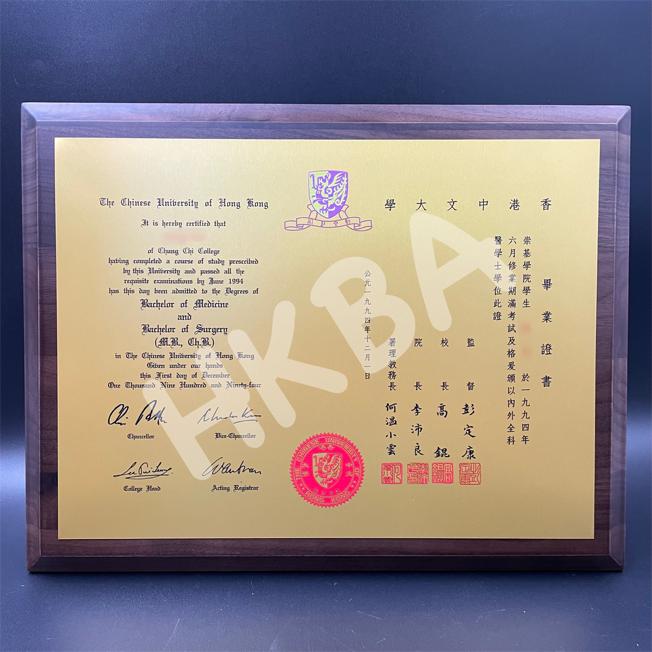 The Chinese University of Hong Kong
It is hereby certified that
of Chung Chi College
having completed a course of study prescribed
by this University and passed all the
requisite examinations by June 1994
has this day been admitted to the Degrees of
Bachelor of Medicine
and
Bachelor of Surgery
(M.B., Ch.B.)
in The Chinese University of Hong Kong
Given under our hands
this First day of December
One Thousand Nine Hundred and Ninety-four
Chancellor
Vice-Chancellor
College Head
Acting Registrar
學大文中港香
畢業證書
崇基學院學生 於一九九四年
六月修業期滿考試及格爰頒以內外全科
醫學士學位此證
監督 彭定康
校長 高錕
院長 李沛良
署理教務長 何溫小雲
公元一九九四年十二月一日
HKBA